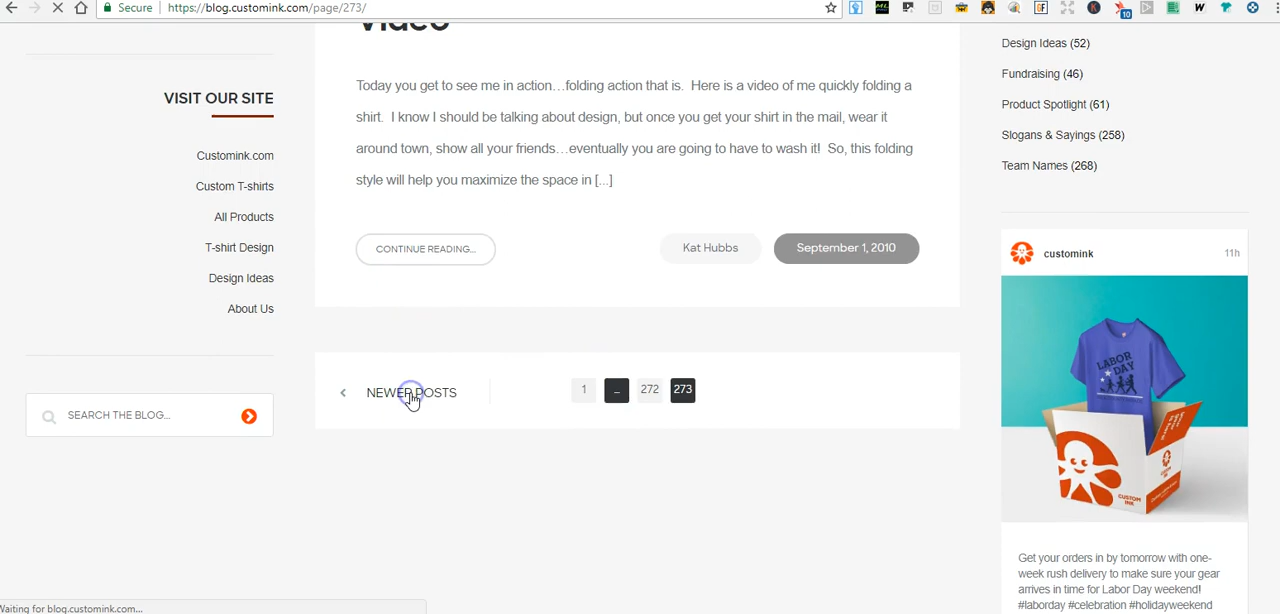 Secure
https://blog.customink.com/page/273/
10
GF
K
W
Video
VISIT OUR SITE
Customink.com
Custom T-shirts
All Products
T-shirt Design
Design Ideas
About Us
SEARCH THE BLOG...
Today you get to see me in action…folding action that is.  Here is a video of me quickly folding a
shirt.  I know I should be talking about design, but once you get your shirt in the mail, wear it
around town, show all your friends…eventually you are going to have to wash it!  So, this folding
style will help you maximize the space in [...]
CONTINUE READING...
Kat Hubbs
September 1, 2010
NEWER POSTS
1
...
272
273
Design Ideas (52)
Fundraising (46)
Product Spotlight (61)
Slogans & Sayings (258)
Team Names (268)
customink
11h
LABOR
DAY
CUSTOM
INK
Get your orders in by tomorrow with one-
week rush delivery to make sure your gear
arrives in time for Labor Day weekend!
#laborday #celebration #holidayweekend
Waiting for blog.customink.com...